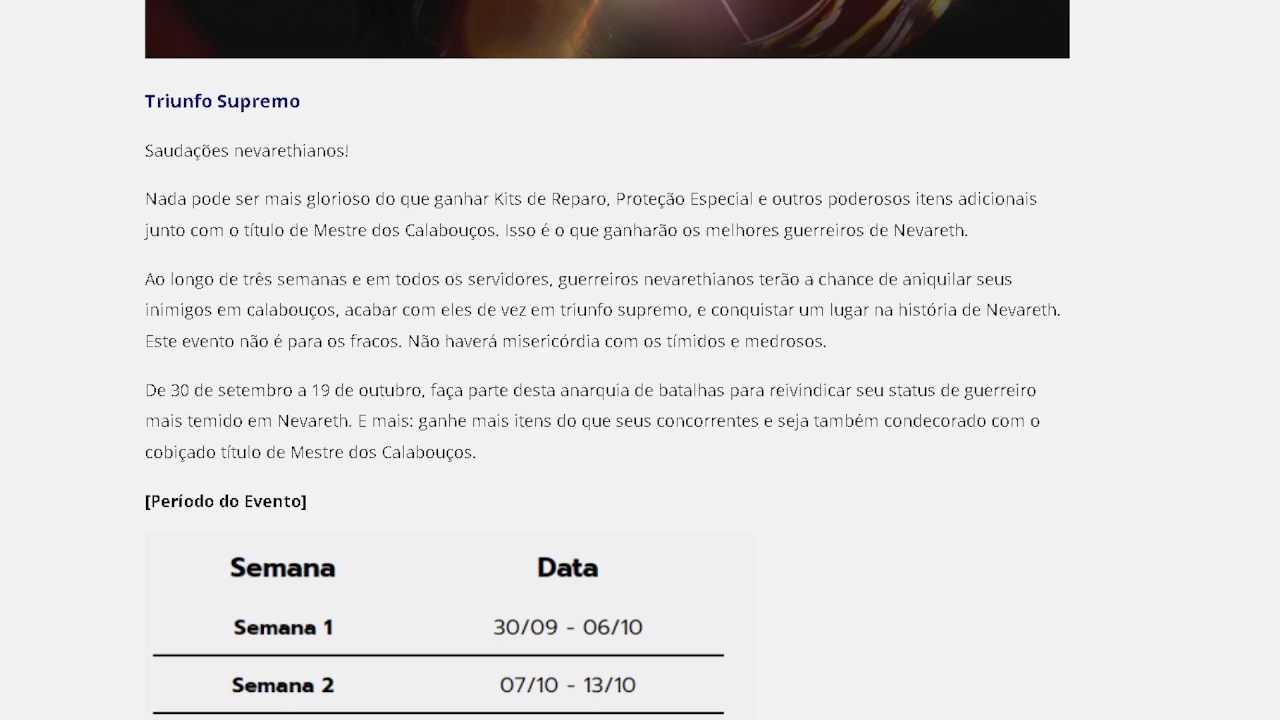 Triunfo Supremo
Saudações nevarethianos!
Nada pode ser mais glorioso do que ganhar Kits de Reparo, Proteção Especial e outros poderosos itens adicionais
junto com o título de Mestre dos Calabouços. Isso é o que ganharão os melhores guerreiros de Nevareth.
Ao longo de três semanas e em todos os servidores, guerreiros nevarethianos terão a chance de aniquilar seus
inimigos em calabouços, acabar com eles de vez em triunfo supremo, e conquistar um lugar na história de Nevareth.
Este evento não é para os fracos. Não haverá misericórdia com os tímidos e medrosos.
De 30 de setembro a 19 de outubro, faça parte desta anarquia de batalhas para reivindicar seu status de guerreiro
mais temido em Nevareth. E mais: ganhe mais itens do que seus concorrentes e seja também condecorado com o
cobiçado título de Mestre dos Calabouços.
[Período do Evento]
Semana Data
Semana 1 30/09 - 06/10
Semana 2 07/10 - 13/10